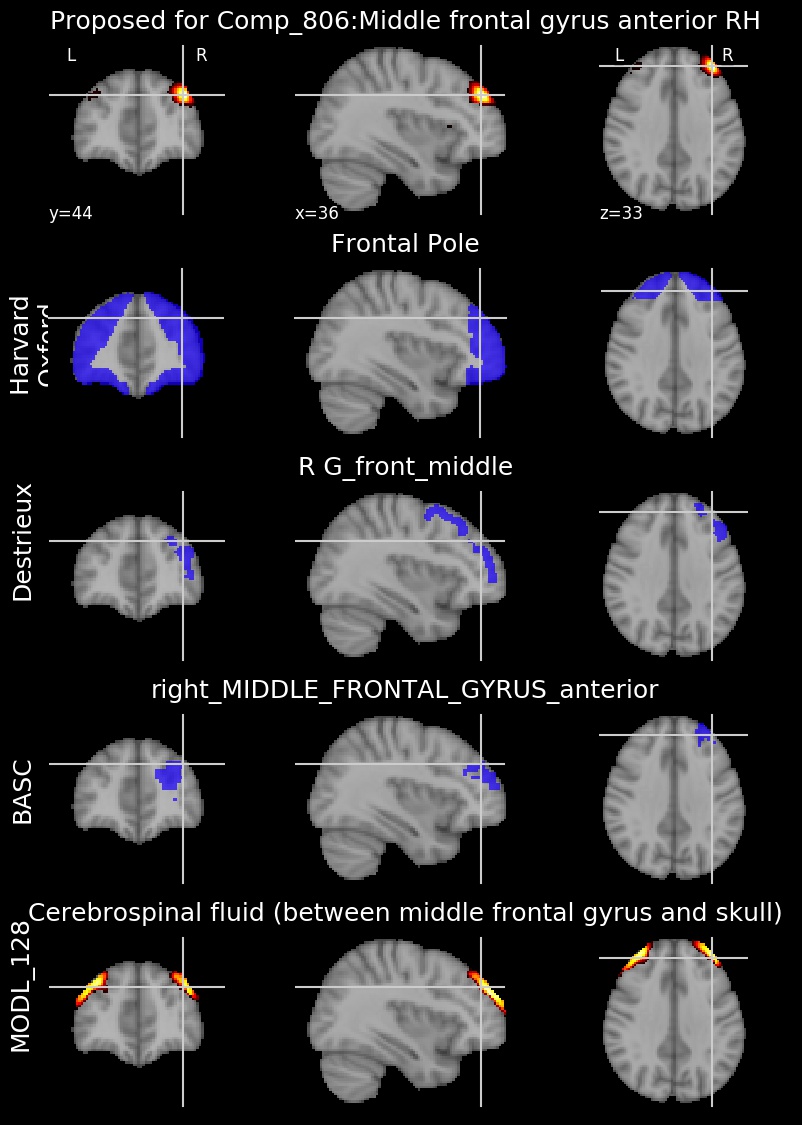 Proposed for Comp_806:Middle frontal gyrus anterior RH
L R L R
y=44 x=36 z=33
Frontal Pole
Harvard
Oxford
R G_front_middle
Destrieux
right_MIDDLE_FRONTAL_GYRUS_anterior
BASC
Cerebrospinal fluid (between middle frontal gyrus and skull)
MODL_128